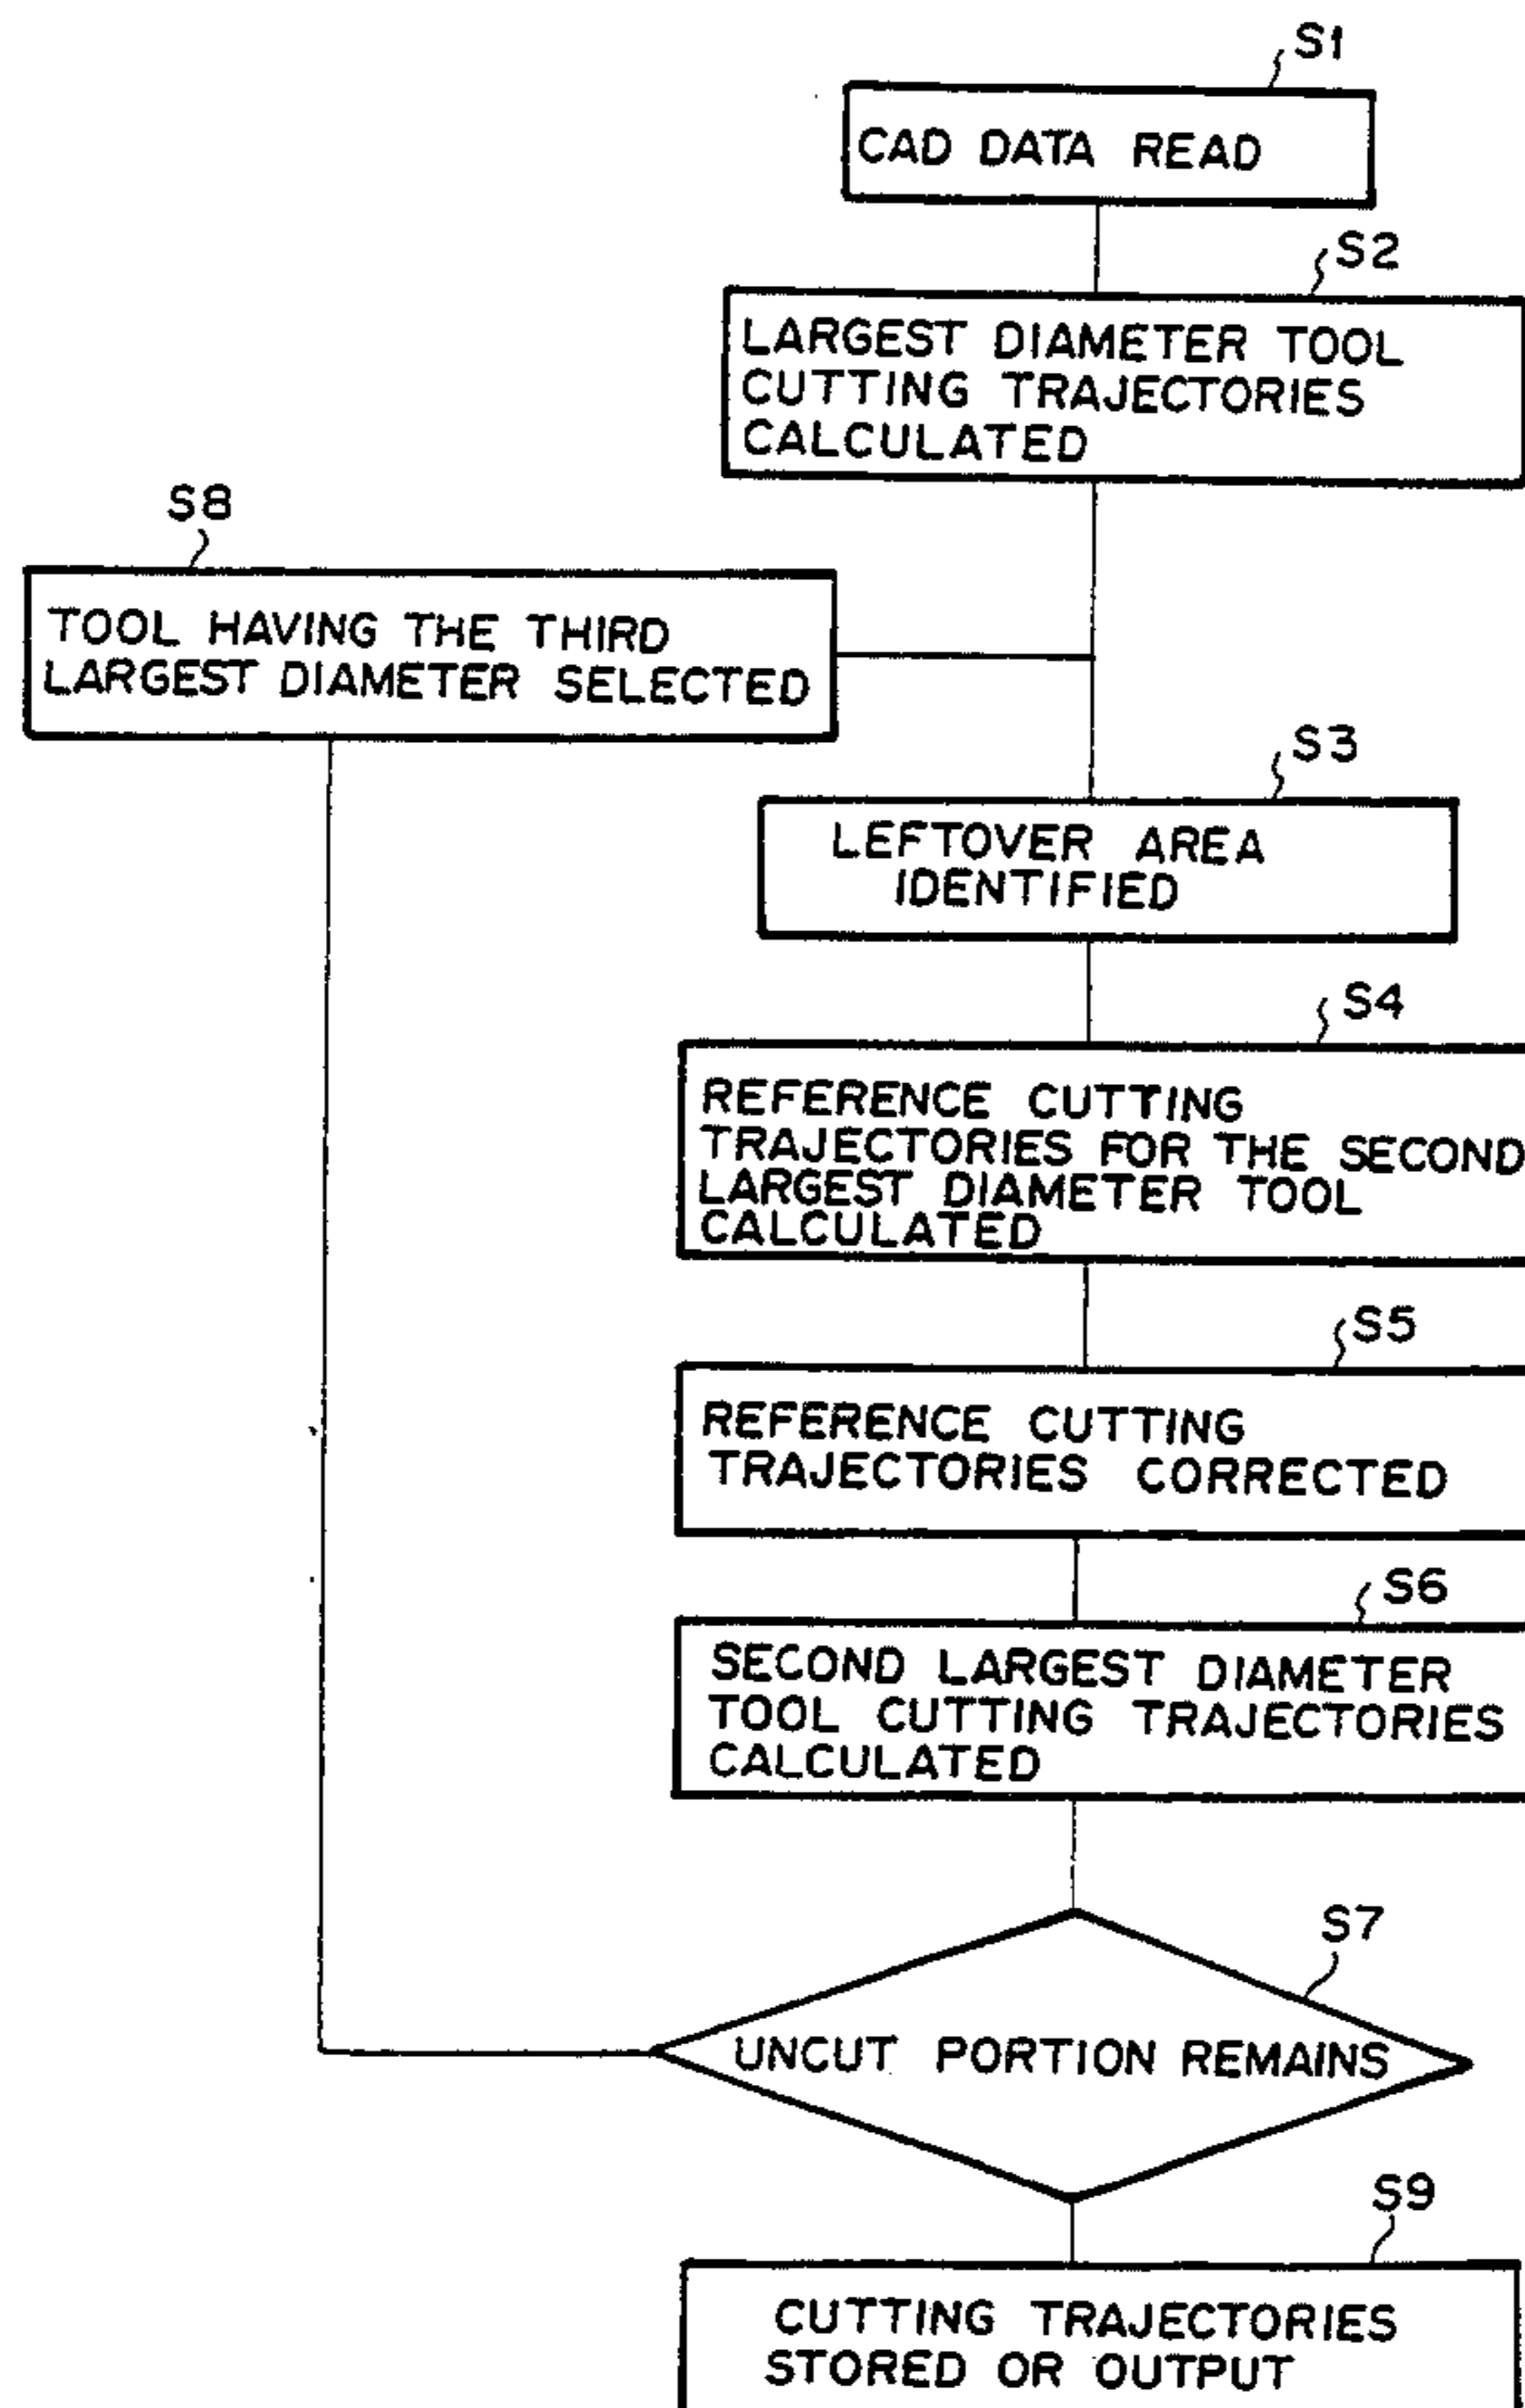 S1
CAD DATA READ
S2
LARGEST DIAMETER TOOL
CUTTING TRAJECTORIES
CALCULATED
S8
TOOL HAVING THE THIRD
LARGEST DIAMETER SELECTED
S3
LEFTOVER AREA
IDENTIFIED
S4
REFERENCE CUTTING
TRAJECTORIES FOR THE SECOND
LARGEST DIAMETER TOOL
CALCULATED
S5
REFERENCE CUTTING
TRAJECTORIES CORRECTED
S6
SECOND LARGEST DIAMETER
TOOL CUTTING TRAJECTORIES
CALCULATED
S7
UNCUT PORTION REMAINS
S9
CUTTING TRAJECTORIES
STORED OR OUTPUT